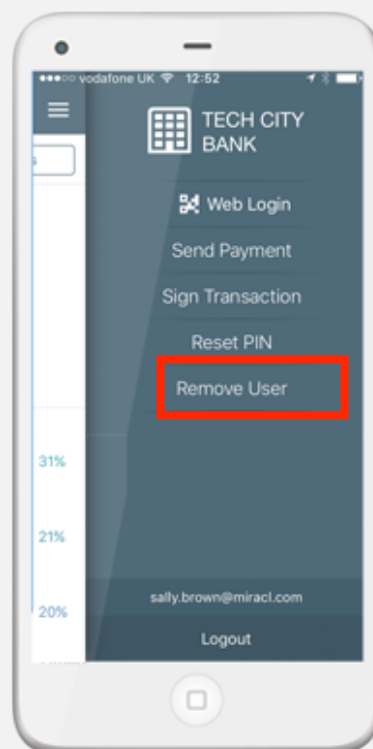 vodafone UK 12:52
TECH CITY
BANK
Web Login
Send Payment
Sign Transaction
Reset PIN
Remove User
31%
21%
20%
sally.brown@miracl.com
Logout